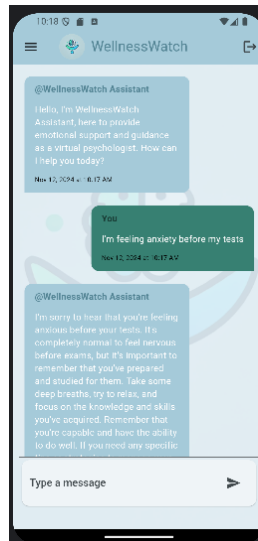 10:18
WellnessWatch
@WellnessWatch Assistant
Hello, I'm WellnessWatch
Assistant, here to provide
emotional support and guidance
as a virtual psychologist. How can
I help you today?
Nov 12, 2024 at 10:17 AM
You
I'm feeling anxiety before my tests
Nov 12, 2024 at 10:17 AM
@WellnessWatch Assistant
I'm sorry to hear that you're feeling
anxious before your tests. It's
completely normal to feel nervous
before exams, but it's important to
remember that you've prepared
and studied for them. Take some
deep breaths, try to relax, and
focus on the knowledge and skills
you've acquired. Remember that
you're capable and have the ability
to do well. If you need any specific
Type a message